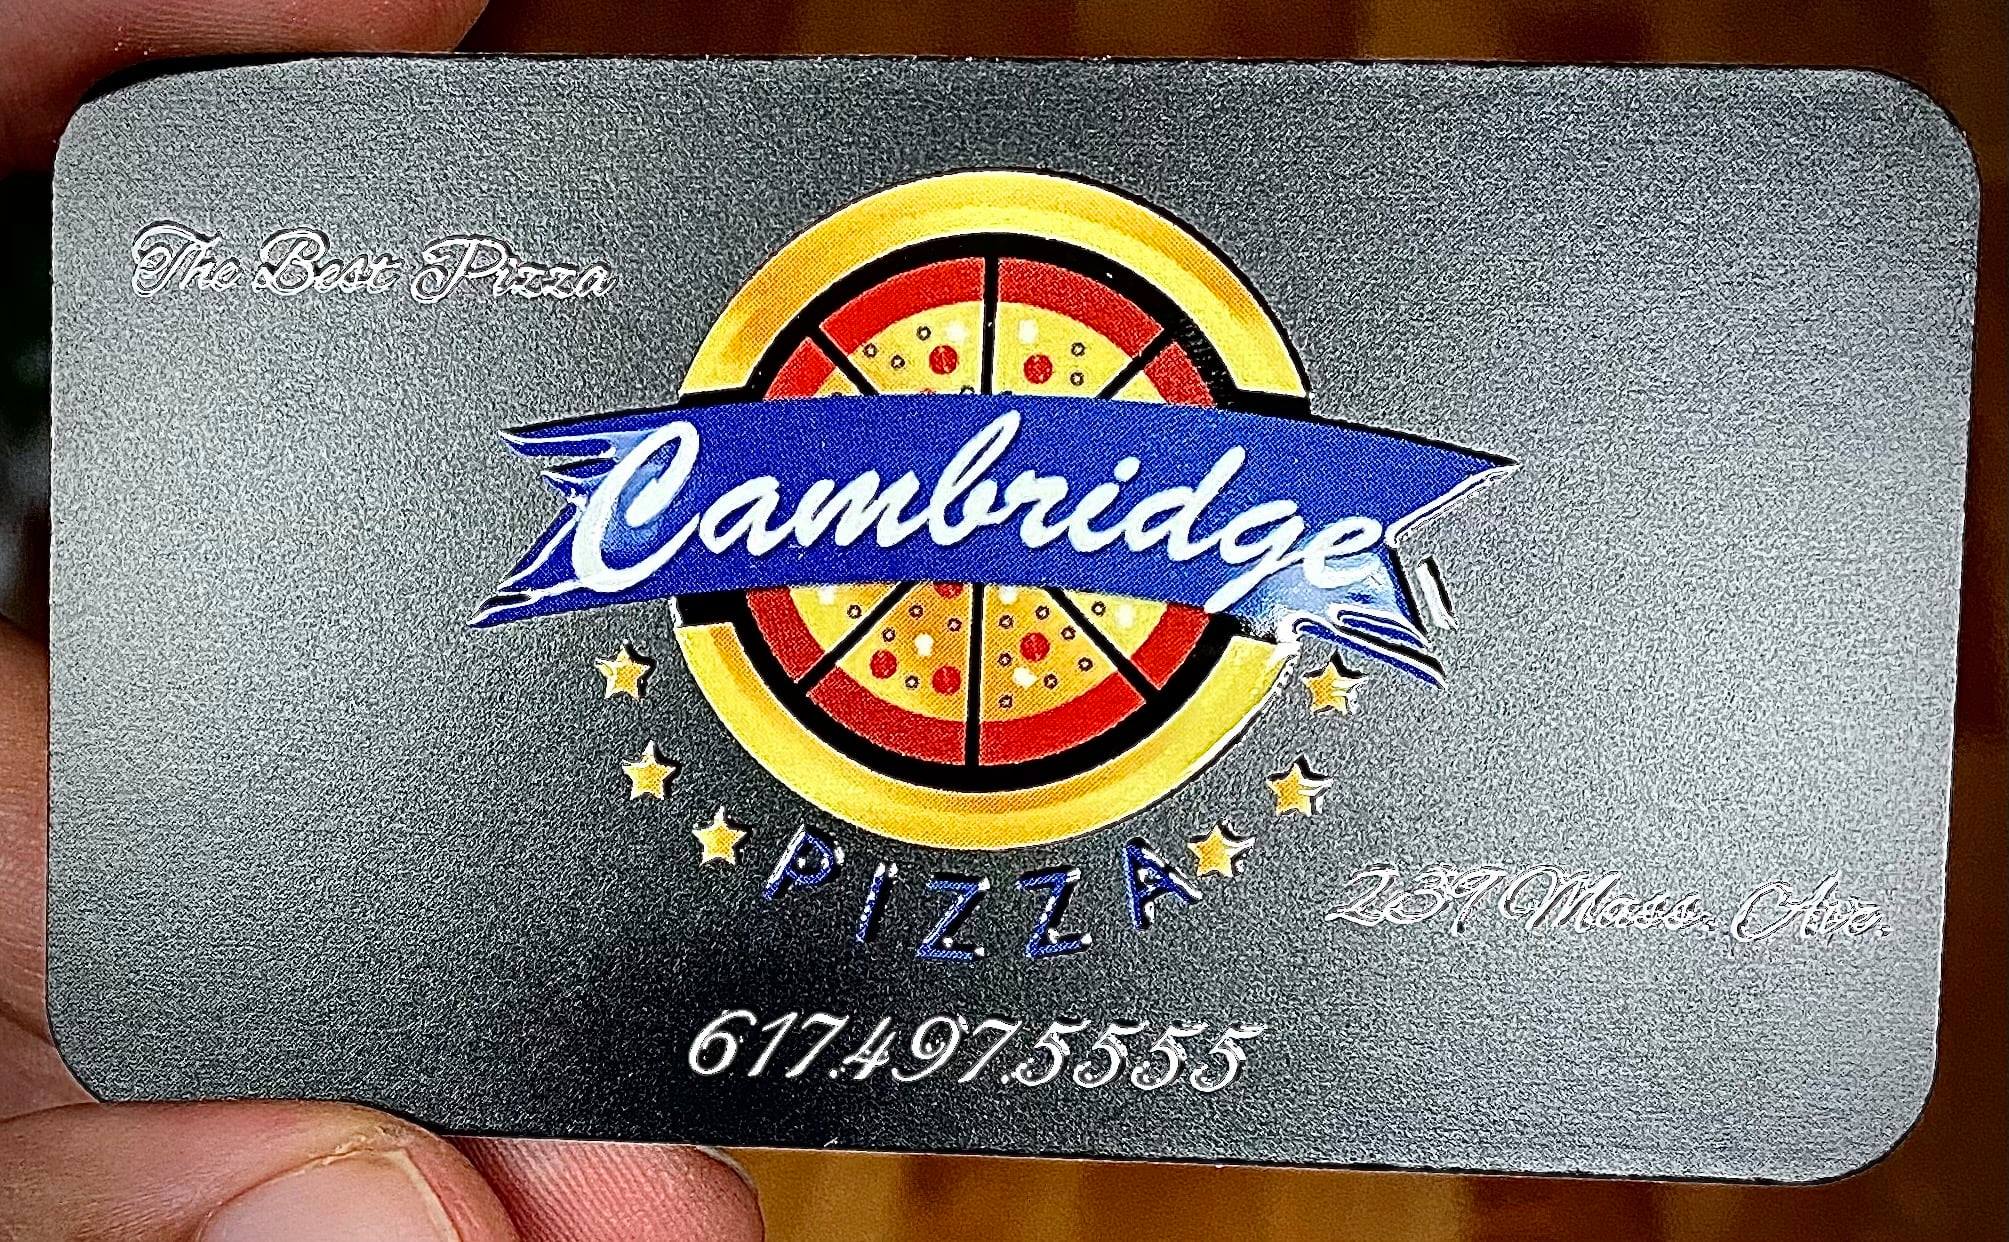 The Best Pizza
Cambridge
PIZZA
239 Mass. Ave.
617.497.5555